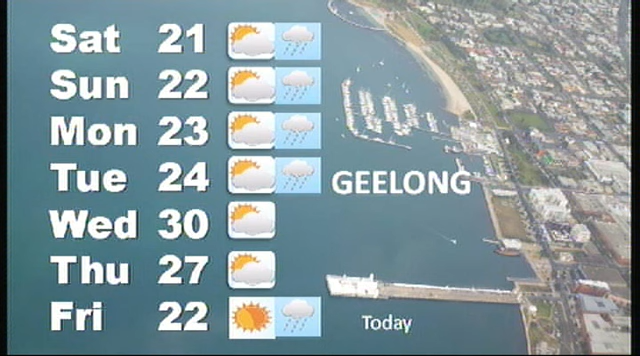 Sat 21
Sun 22
Mon 23
Tue 24
Wed 30
Thu 27
Fri 22
GEELONG
Today